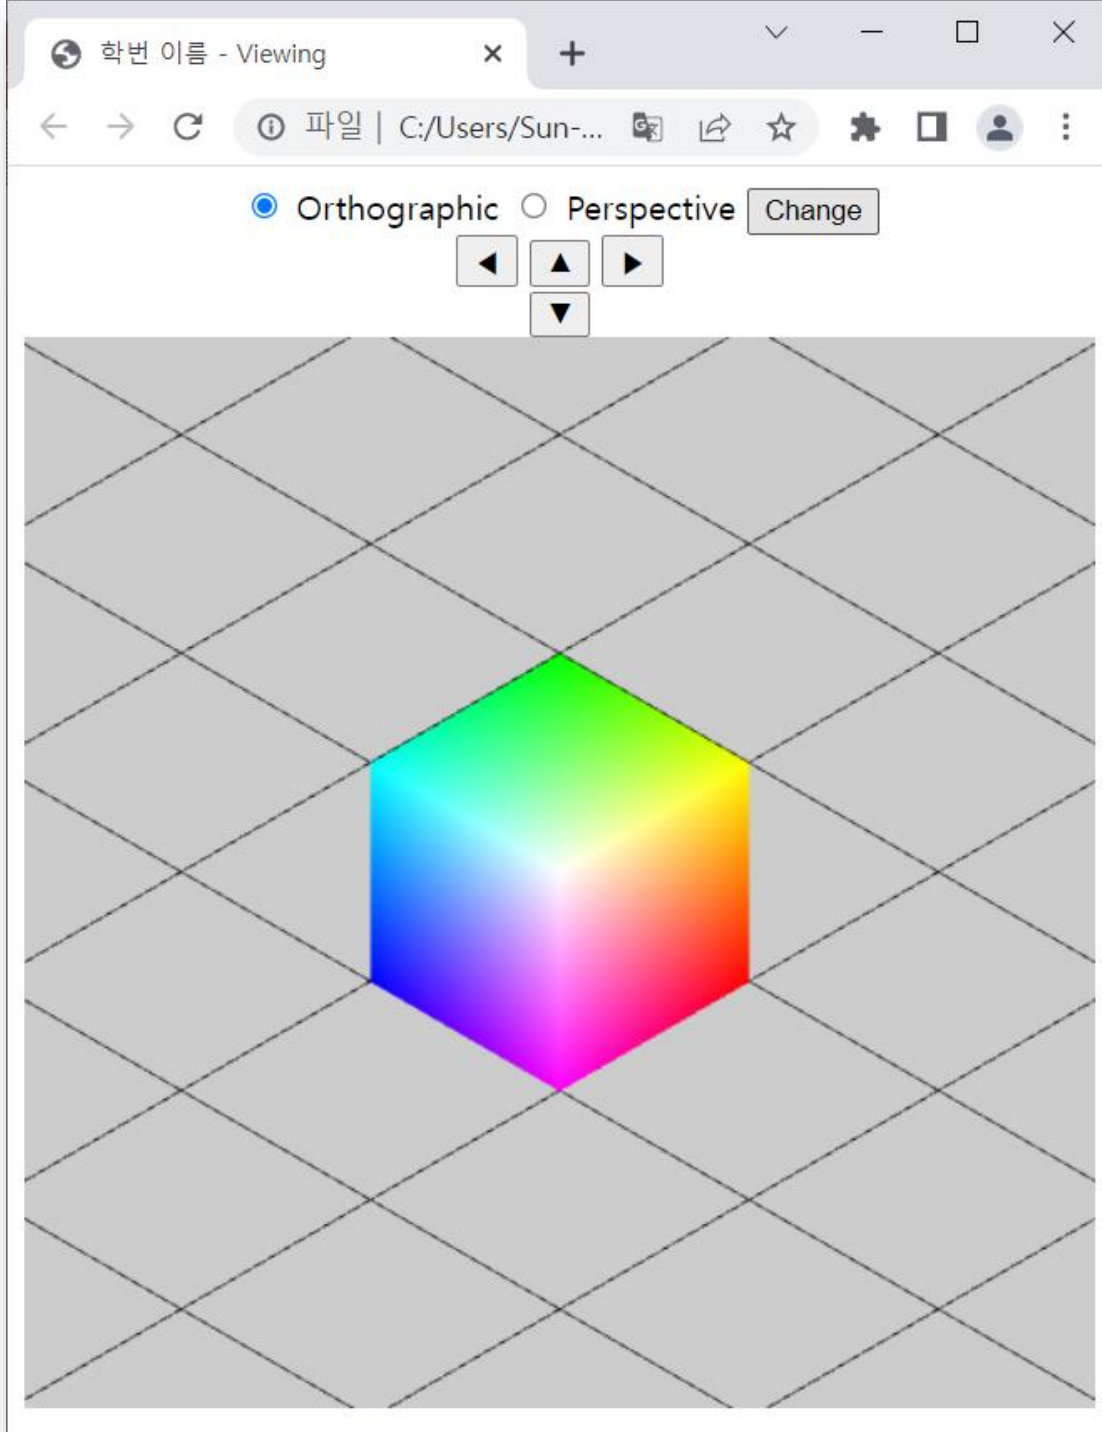 학번 이름 - Viewing
파일 | C:/Users/Sun-...
Orthographic Perspective Change
◀ ▲ ▶
▼